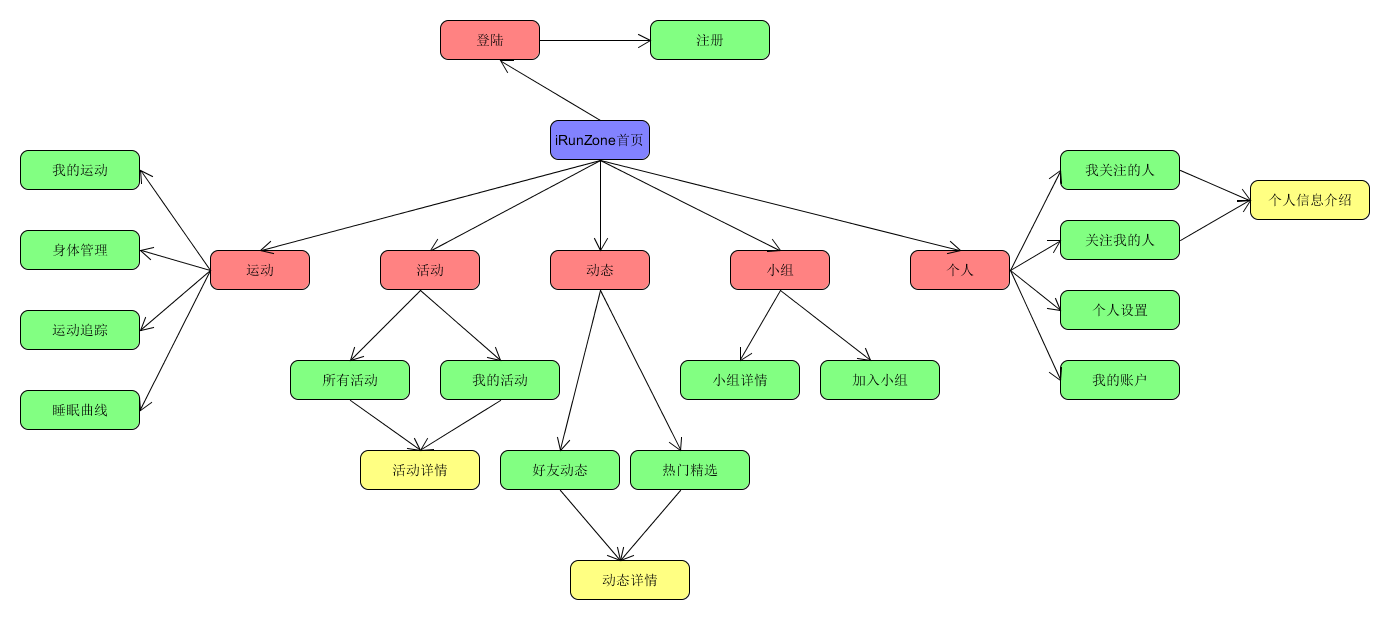 登陆
注册
iRunZone首页
我的运动
我关注的人
个人信息介绍
身体管理
关注我的人
运动
活动
动态
小组
个人
运动追踪
个人设置
所有活动
我的活动
小组详情
加入小组
我的账户
睡眠曲线
活动详情
好友动态
热门精选
动态详情